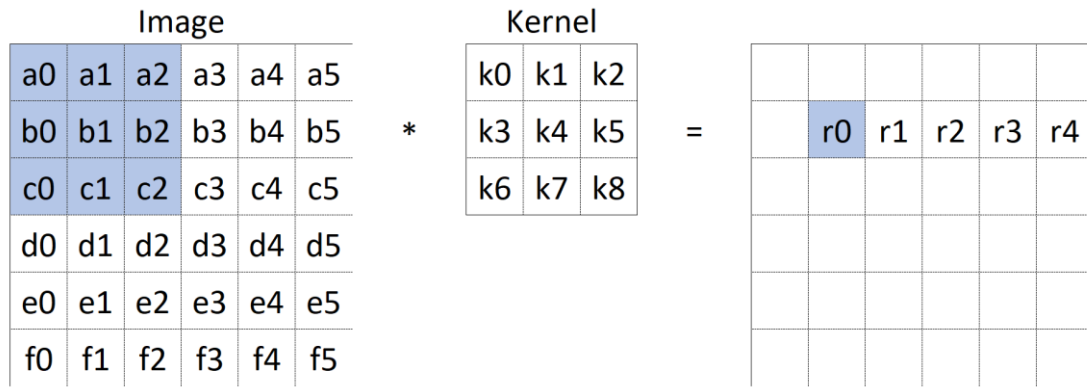 Image Kernel
a0 a1 a2 a3 a4 a5 k0 k1 k2
b0 b1 b2 b3 b4 b5 * k3 k4 k5 = r0 r1 r2 r3 r4
c0 c1 c2 c3 c4 c5 k6 k7 k8
d0 d1 d2 d3 d4 d5
e0 e1 e2 e3 e4 e5
f0 f1 f2 f3 f4 f5